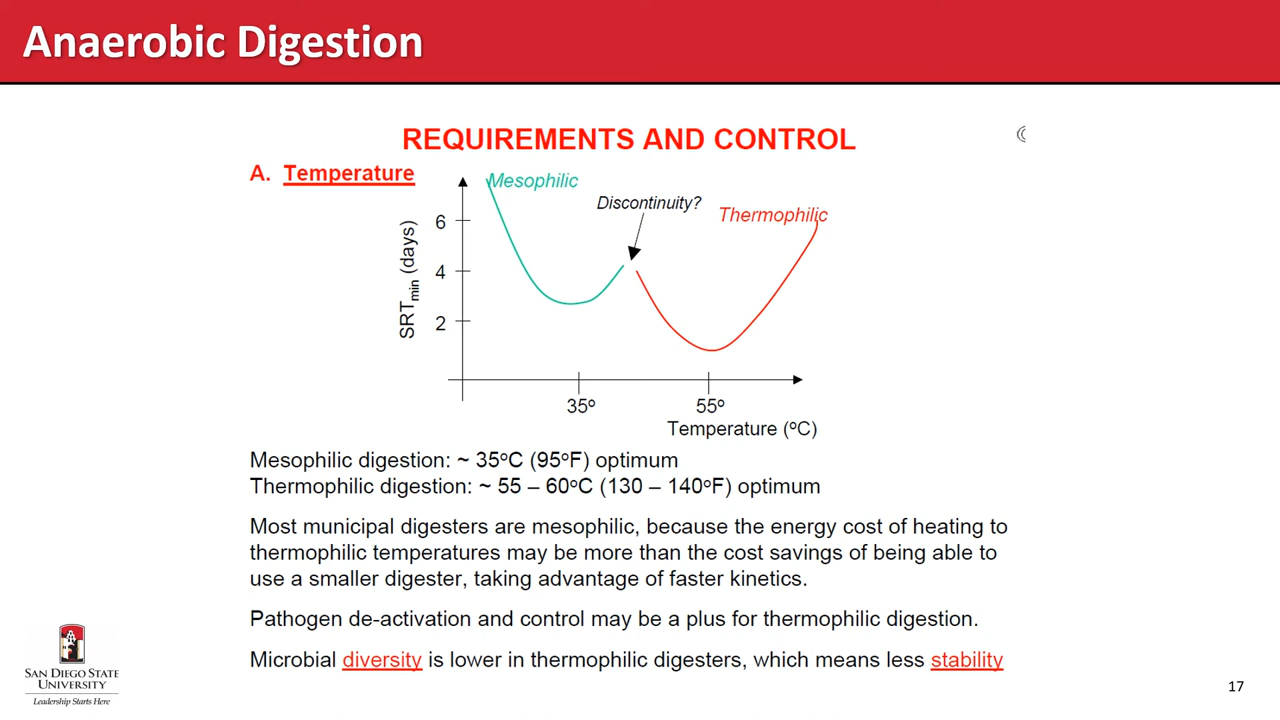 Anaerobic Digestion
REQUIREMENTS AND CONTROL
A. Temperature
Mesophilic
Discontinuity?
Thermophilic
SRTmin (days)
6
4
2
35º
55º
Temperature (ºC)
Mesophilic digestion: ~ 35ºC (95ºF) optimum
Thermophilic digestion: ~ 55 – 60ºC (130 – 140ºF) optimum
Most municipal digesters are mesophilic, because the energy cost of heating to
thermophilic temperatures may be more than the cost savings of being able to
use a smaller digester, taking advantage of faster kinetics.
Pathogen de-activation and control may be a plus for thermophilic digestion.
Microbial diversity is lower in thermophilic digesters, which means less stability
SAN DIEGO STATE
UNIVERSITY
Leadership Starts Here
17